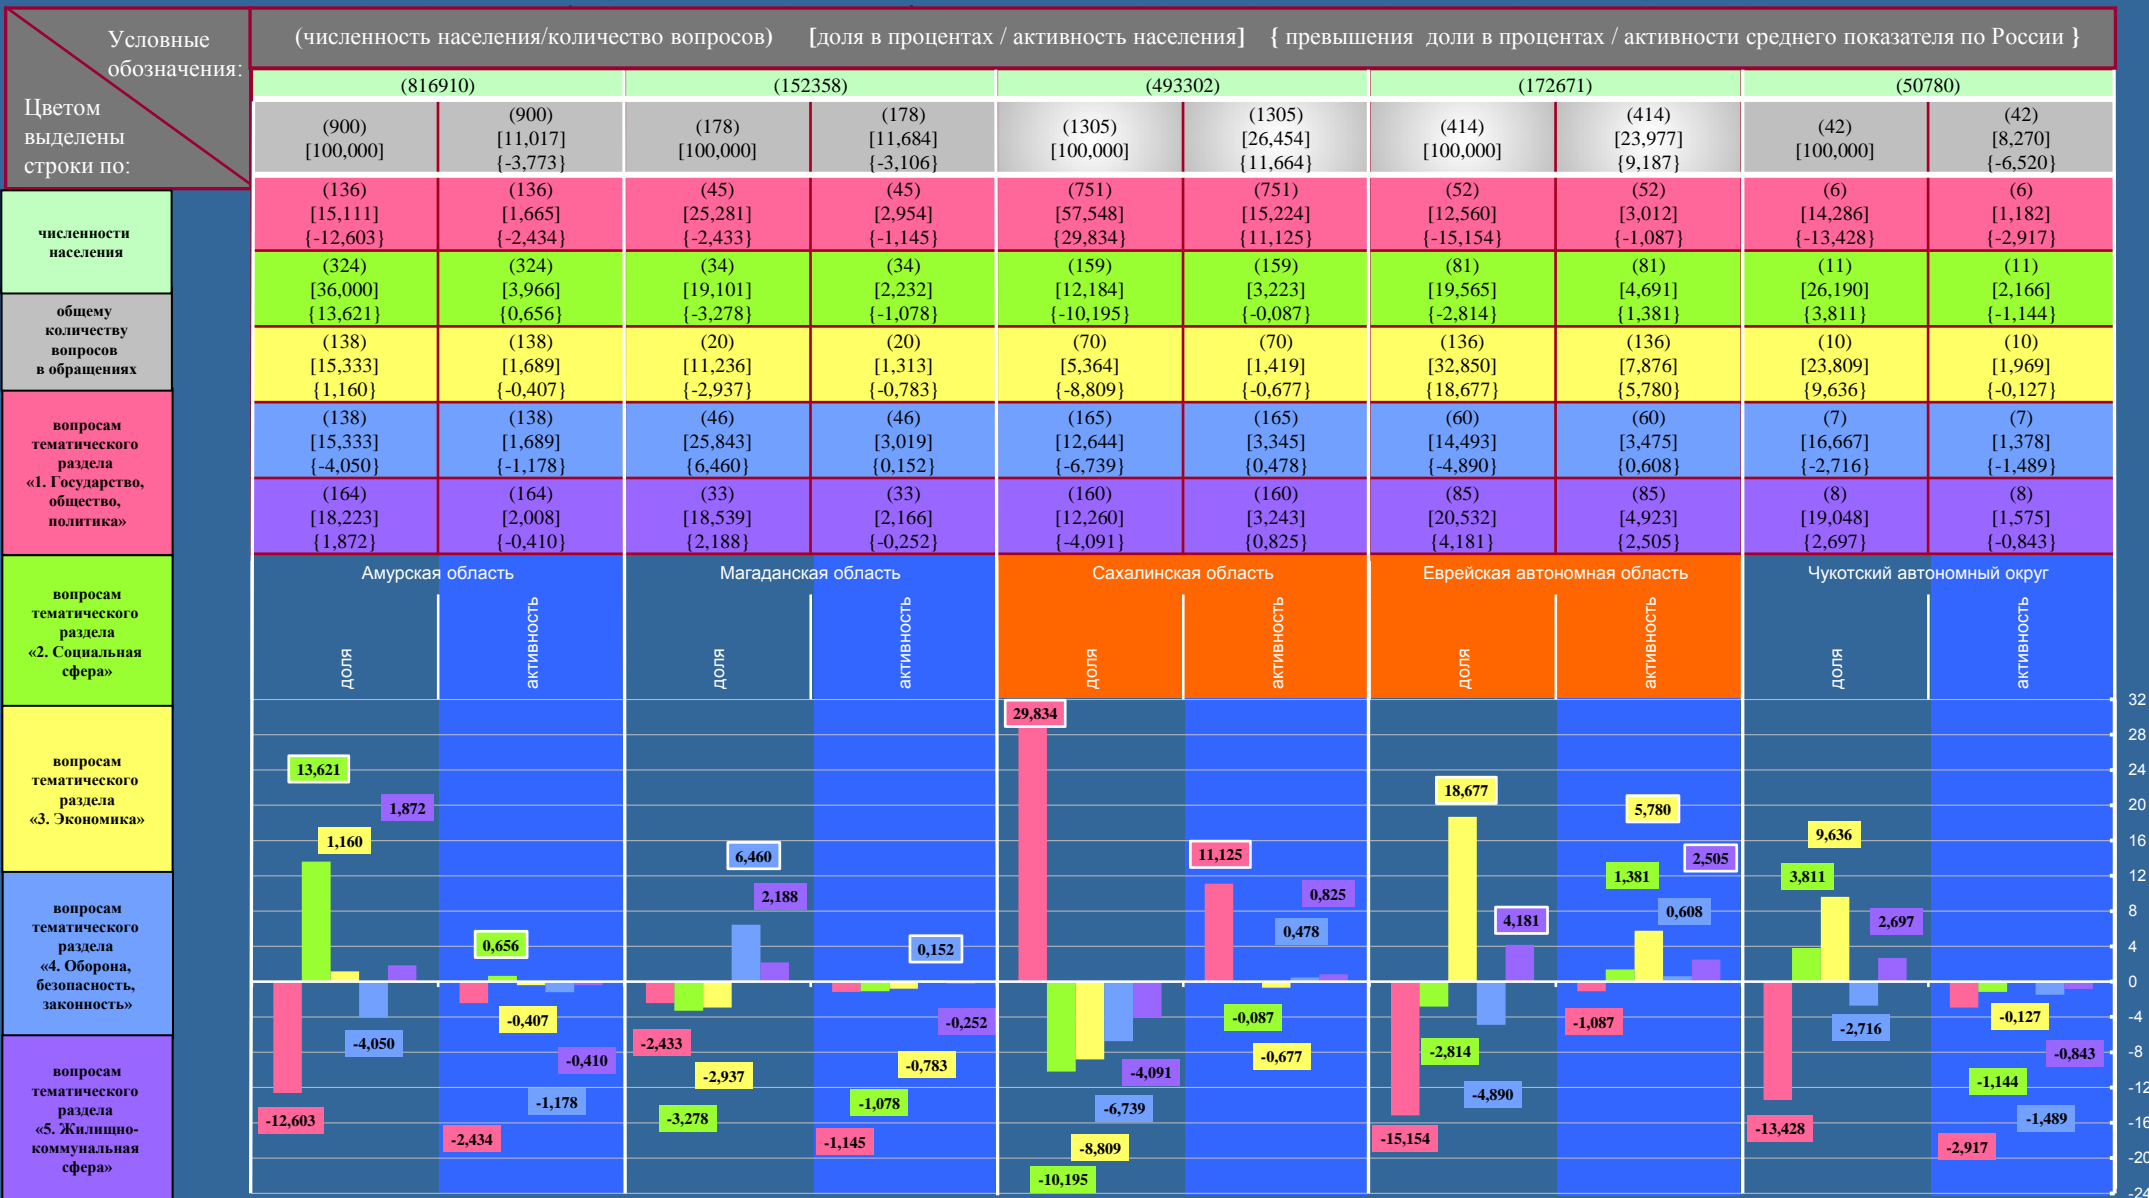 Условные
обозначения:
Цветом
выделены
строки по:
(численность населения/количество вопросов) [доля в процентах / активность населения] { превышения доли в процентах / активности среднего показателя по России }
(816910) (152358) (493302) (172671) (50780)
(900) (900) (178) (178) (1305) (1305) (414) (414) (42) (42)
[100,000] [11,017] [100,000] [11,684] [100,000] [26,454] [100,000] [23,977] [100,000] [8,270]
{-3,773} {-3,106} {11,664} {9,187} {-6,520}
(136) (136) (45) (45) (751) (751) (52) (52) (6) (6)
[15,111] [1,665] [25,281] [2,954] [57,548] [15,224] [12,560] [3,012] [14,286] [1,182]
{-12,603} {-2,434} {-2,433} {-1,145} {29,834} {11,125} {-15,154} {-1,087} {-13,428} {-2,917}
(324) (324) (34) (34) (159) (159) (81) (81) (11) (11)
[36,000] [3,966] [19,101] [2,232] [12,184] [3,223] [19,565] [4,691] [26,190] [2,166]
{13,621} {0,656} {-3,278} {-1,078} {-10,195} {-0,087} {-2,814} {1,381} {3,811} {-1,144}
(138) (138) (20) (20) (70) (70) (136) (136) (10) (10)
[15,333] [1,689] [11,236] [1,313] [5,364] [1,419] [32,850] [7,876] [23,809] [1,969]
{1,160} {-0,407} {-2,937} {-0,783} {-8,809} {-0,677} {18,677} {5,780} {9,636} {-0,127}
(138) (138) (46) (46) (165) (165) (60) (60) (7) (7)
[15,333] [1,689] [25,843] [3,019] [12,644] [3,345] [14,493] [3,475] [16,667] [1,378]
{-4,050} {-1,178} {6,460} {0,152} {-6,739} {0,478} {-4,890} {0,608} {-2,716} {-1,489}
(164) (164) (33) (33) (160) (160) (85) (85) (8) (8)
[18,223] [2,008] [18,539] [2,166] [12,260] [3,243] [20,532] [4,923] [19,048] [1,575]
{1,872} {-0,410} {2,188} {-0,252} {-4,091} {0,825} {4,181} {2,505} {2,697} {-0,843}
численности
населения
общему
количеству
вопросов
в обращениях
вопросам
тематического
раздела
«1. Государство,
общество,
политика»
вопросам
тематического
раздела
«2. Социальная
сфера»
вопросам
тематического
раздела
«3. Экономика»
вопросам
тематического
раздела
«4. Оборона,
безопасность,
законность»
вопросам
тематического
раздела
«5. Жилищно-
коммунальная
сфера»
Амурская область Магаданская область Сахалинская область Еврейская автономная область Чукотский автономный округ
доля активность доля активность доля активность доля активность доля активность
13,621
1,872
1,160
-4,050
-12,603
0,656
-0,407
-0,410
-1,178
-2,434
6,460
2,188
-2,433
-2,937
-3,278
0,152
-0,252
-0,783
-1,078
-1,145
29,834
-4,091
-6,739
-8,809
-10,195
11,125
0,825
0,478
-0,087
-0,677
18,677
4,181
-2,814
-4,890
-15,154
5,780
2,505
1,381
0,608
-1,087
9,636
3,811
2,697
-2,716
-13,428
-0,127
-0,843
-1,144
-1,489
-2,917
32
28
24
20
16
12
8
4
0
-4
-8
-12
-16
-20
-24